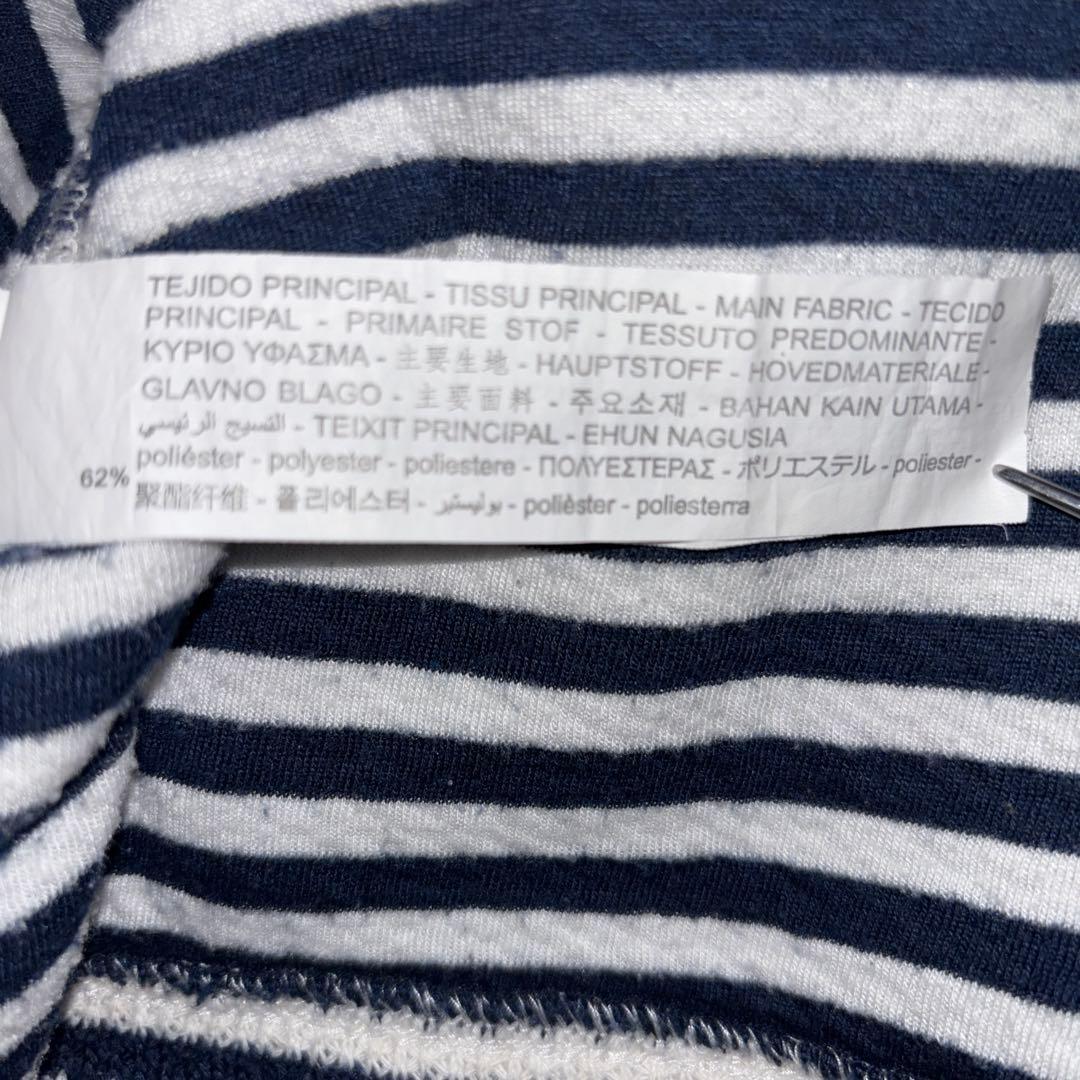 TEJIDO PRINCIPAL - TISSU PRINCIPAL - MAIN FABRIC - TECIDO
PRINCIPAL - PRIMAIRE STOF - TESSUTO PREDOMINANTE -
ΚΥΡΙΟ ΥΦΑΣΜΑ - 主要生地 - HAUPTSTOFF - HOVEDMATERIALE -
GLAVNO BLAGO - 主要面料 - 주요소재 - BAHAN KAIN UTAMA -
النسيج الرئيسي - TEIXIT PRINCIPAL - EHUN NAGUSIA
62% poliéster - polyester - poliestere - ΠΟΛΥΕΣΤΕΡΑΣ - ポリエステル - poliester -
聚酯纤维 - 폴리에스터 - بوليستير - polièster - poliesterra